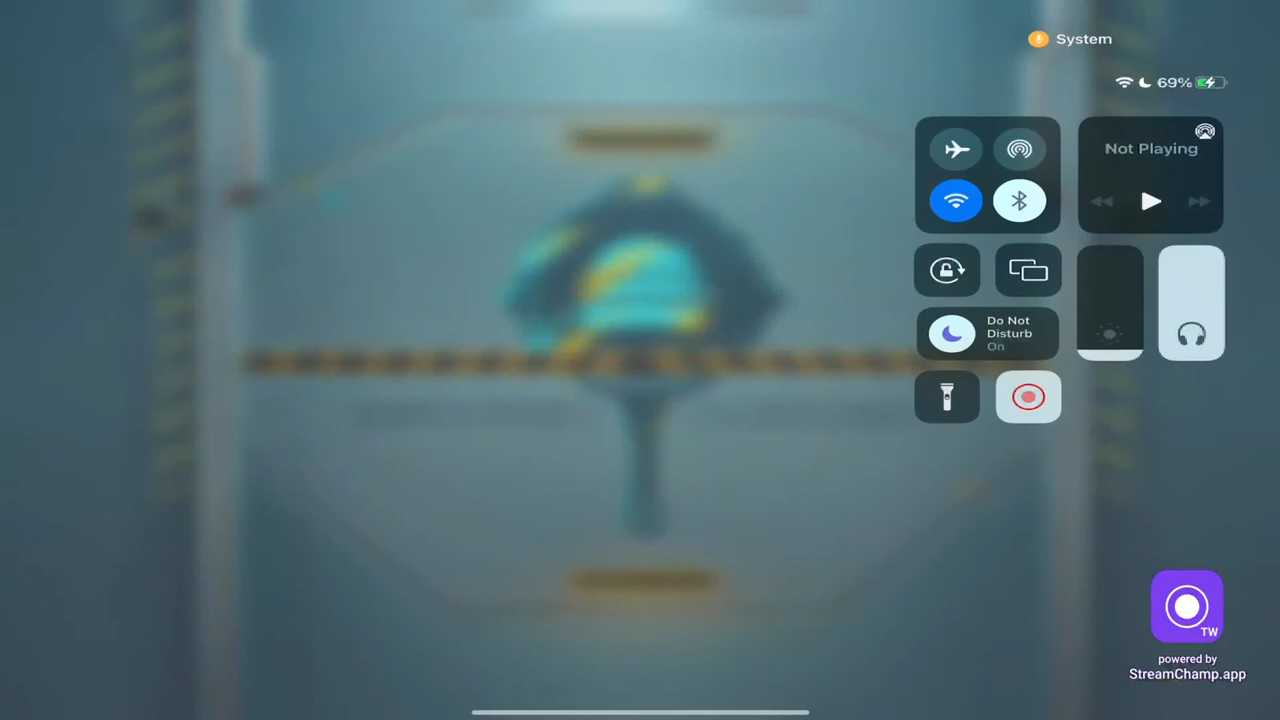 System
69%
Not Playing
Do Not
Disturb
On
TW
powered by
StreamChamp.app